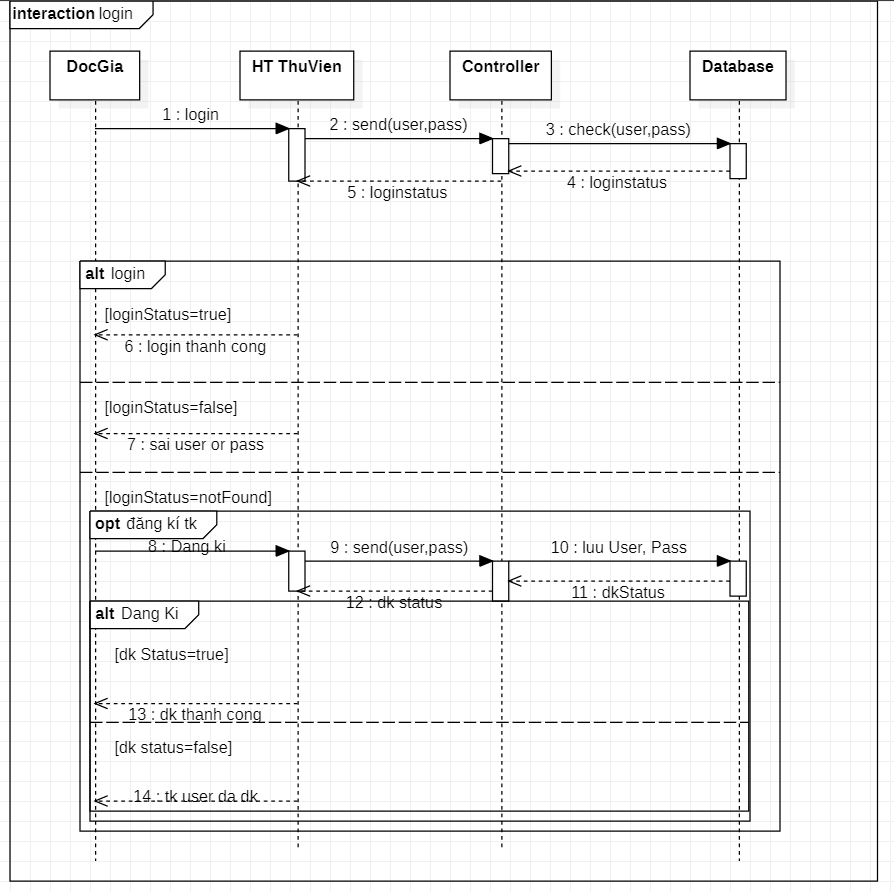 interaction login
DocGia
HT ThuVien
Controller
Database
1 : login
2 : send(user,pass)
3 : check(user,pass)
4 : loginstatus
5 : loginstatus
alt login
[loginStatus=true]
6 : login thanh cong
[loginStatus=false]
7 : sai user or pass
[loginStatus=notFound]
opt đăng kí tk
8 : Dang ki
9 : send(user,pass)
10 : luu User, Pass
11 : dkStatus
12 : dk status
alt Dang Ki
[dk Status=true]
13 : dk thanh cong
[dk status=false]
14 : tk user da dk